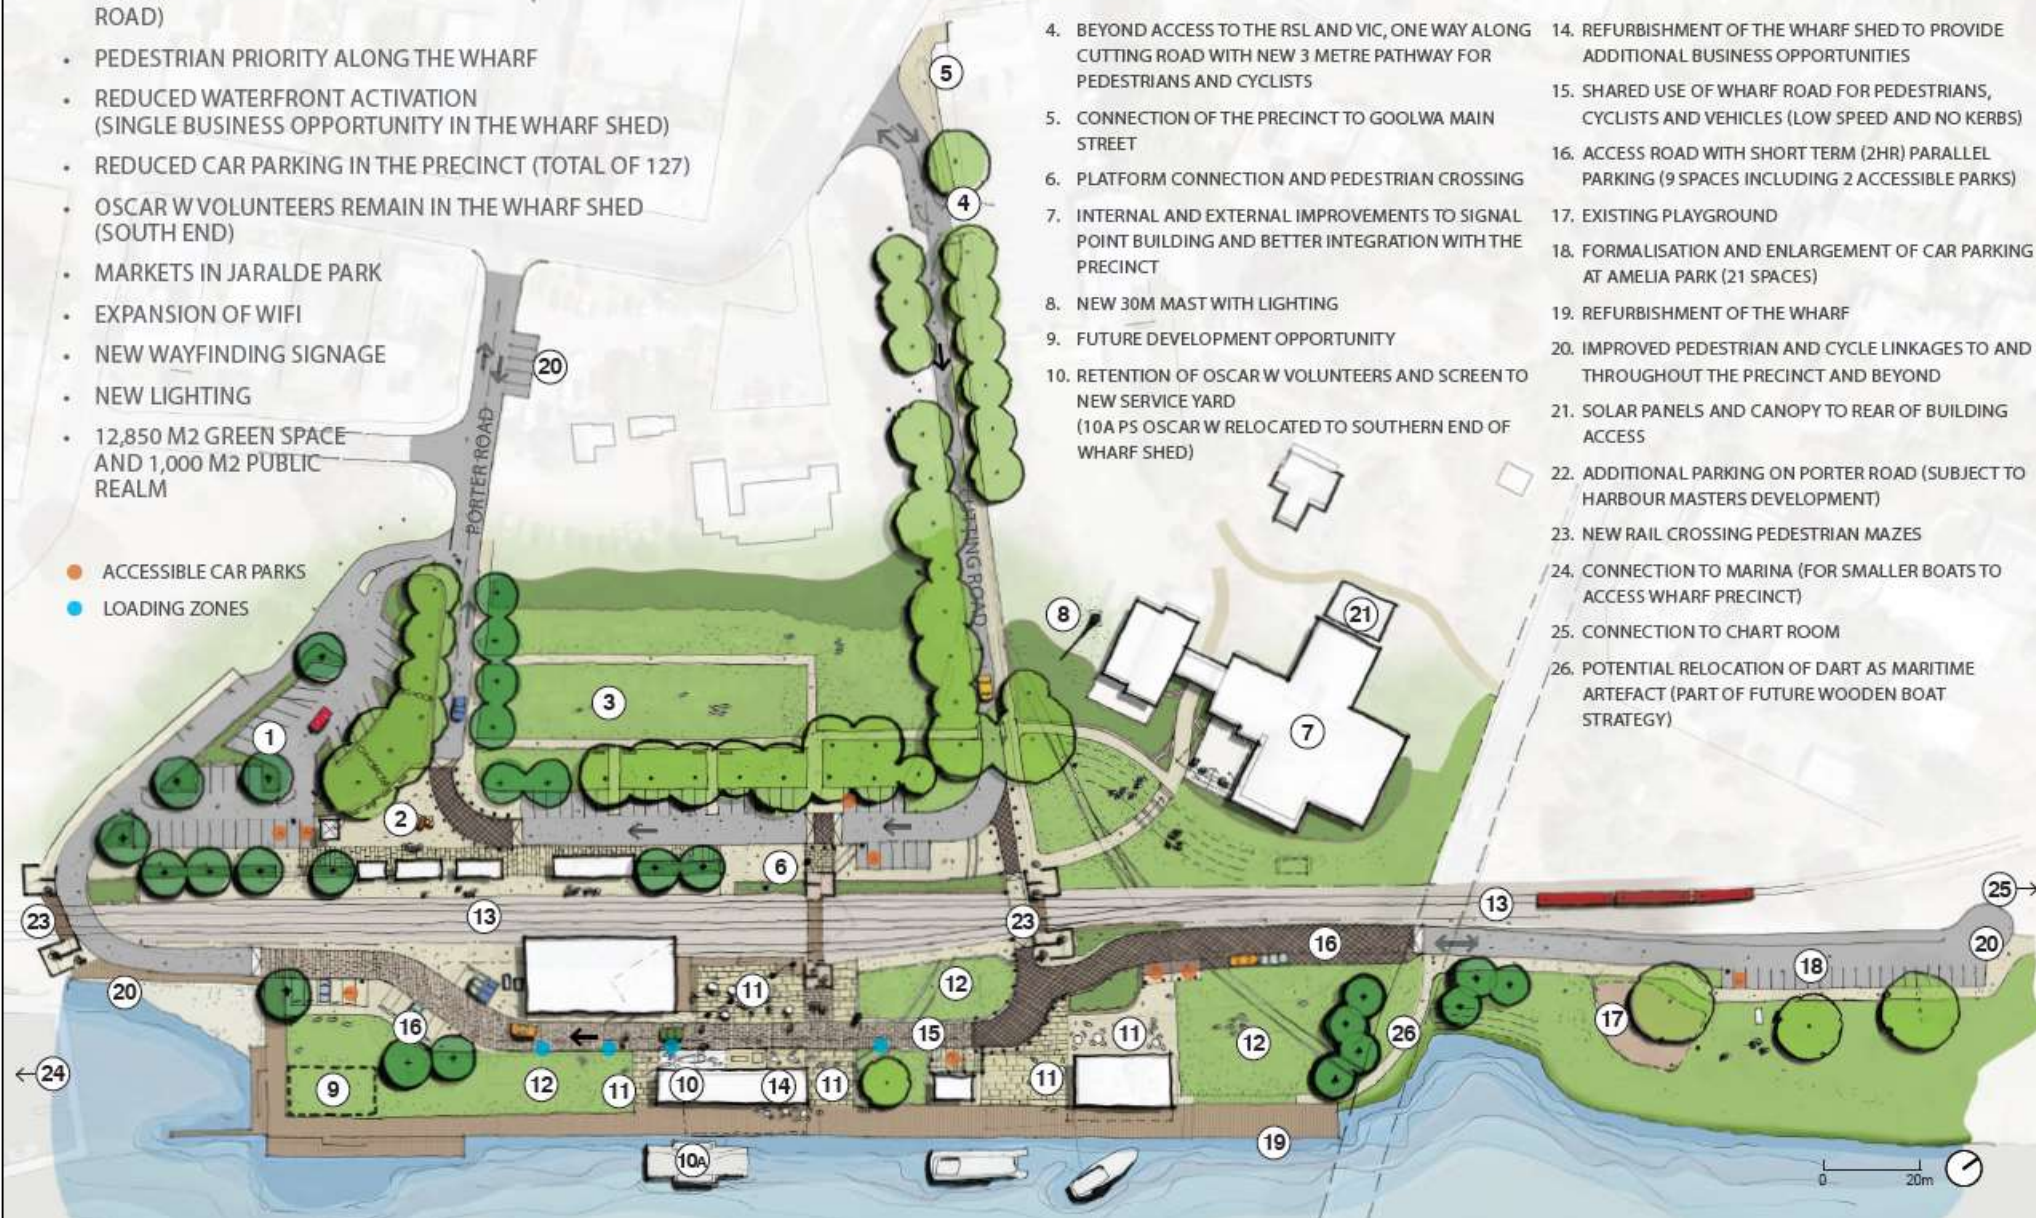 ROAD)
• PEDESTRIAN PRIORITY ALONG THE WHARF
• REDUCED WATERFRONT ACTIVATION
(SINGLE BUSINESS OPPORTUNITY IN THE WHARF SHED)
• REDUCED CAR PARKING IN THE PRECINCT (TOTAL OF 127)
• OSCAR W VOLUNTEERS REMAIN IN THE WHARF SHED
(SOUTH END)
• MARKETS IN JARALDE PARK
• EXPANSION OF WIFI
• NEW WAYFINDING SIGNAGE
• NEW LIGHTING
• 12,850 M2 GREEN SPACE
AND 1,000 M2 PUBLIC
REALM
ACCESSIBLE CAR PARKS
LOADING ZONES
4. BEYOND ACCESS TO THE RSL AND VIC, ONE WAY ALONG
CUTTING ROAD WITH NEW 3 METRE PATHWAY FOR
PEDESTRIANS AND CYCLISTS
5. CONNECTION OF THE PRECINCT TO GOOLWA MAIN
STREET
6. PLATFORM CONNECTION AND PEDESTRIAN CROSSING
7. INTERNAL AND EXTERNAL IMPROVEMENTS TO SIGNAL
POINT BUILDING AND BETTER INTEGRATION WITH THE
PRECINCT
8. NEW 30M MAST WITH LIGHTING
9. FUTURE DEVELOPMENT OPPORTUNITY
10. RETENTION OF OSCAR W VOLUNTEERS AND SCREEN TO
NEW SERVICE YARD
(10A PS OSCAR W RELOCATED TO SOUTHERN END OF
WHARF SHED)
14. REFURBISHMENT OF THE WHARF SHED TO PROVIDE
ADDITIONAL BUSINESS OPPORTUNITIES
15. SHARED USE OF WHARF ROAD FOR PEDESTRIANS,
CYCLISTS AND VEHICLES (LOW SPEED AND NO KERBS)
16. ACCESS ROAD WITH SHORT TERM (2HR) PARALLEL
PARKING (9 SPACES INCLUDING 2 ACCESSIBLE PARKS)
17. EXISTING PLAYGROUND
18. FORMALISATION AND ENLARGEMENT OF CAR PARKING
AT AMELIA PARK (21 SPACES)
19. REFURBISHMENT OF THE WHARF
20. IMPROVED PEDESTRIAN AND CYCLE LINKAGES TO AND
THROUGHOUT THE PRECINCT AND BEYOND
21. SOLAR PANELS AND CANOPY TO REAR OF BUILDING
ACCESS
22. ADDITIONAL PARKING ON PORTER ROAD (SUBJECT TO
HARBOUR MASTERS DEVELOPMENT)
23. NEW RAIL CROSSING PEDESTRIAN MAZES
24. CONNECTION TO MARINA (FOR SMALLER BOATS TO
ACCESS WHARF PRECINCT)
25. CONNECTION TO CHART ROOM
26. POTENTIAL RELOCATION OF DART AS MARITIME
ARTEFACT (PART OF FUTURE WOODEN BOAT
STRATEGY)
5
4
20
PORTER ROAD
CUTTING ROAD
8
21
3
7
1
2
6
23
13
23
13
25
20
16
18
20
11
12
16
15
11
12
26
17
24
9
12
11
10
14
11
11
19
10A
0 20m